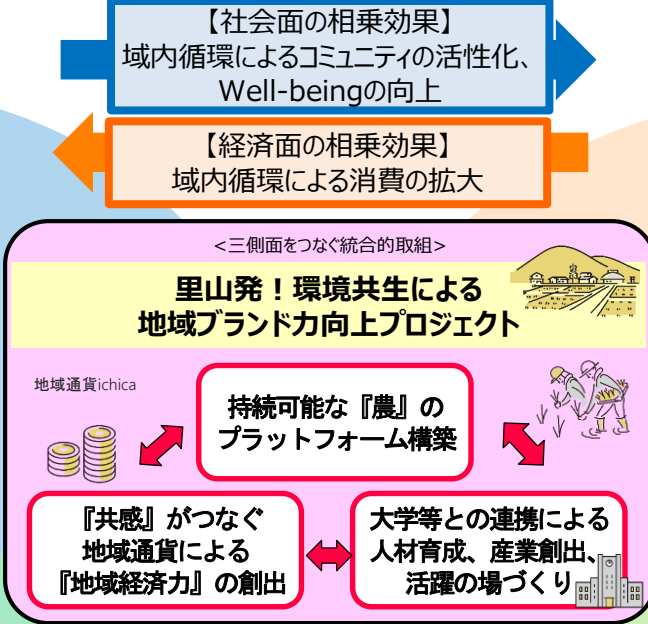 【社会面の相乗効果】
域内循環によるコミュニティの活性化、
Well-beingの向上
【経済面の相乗効果】
域内循環による消費の拡大
<三側面をつなぐ統合的取組>
里山発！環境共生による
地域ブランド力向上プロジェクト
地域通貨ichica
持続可能な『農』の
プラットフォーム構築
『共感』がつなぐ
地域通貨による
『地域経済力』の創出
大学等との連携による
人材育成、産業創出、
活躍の場づくり